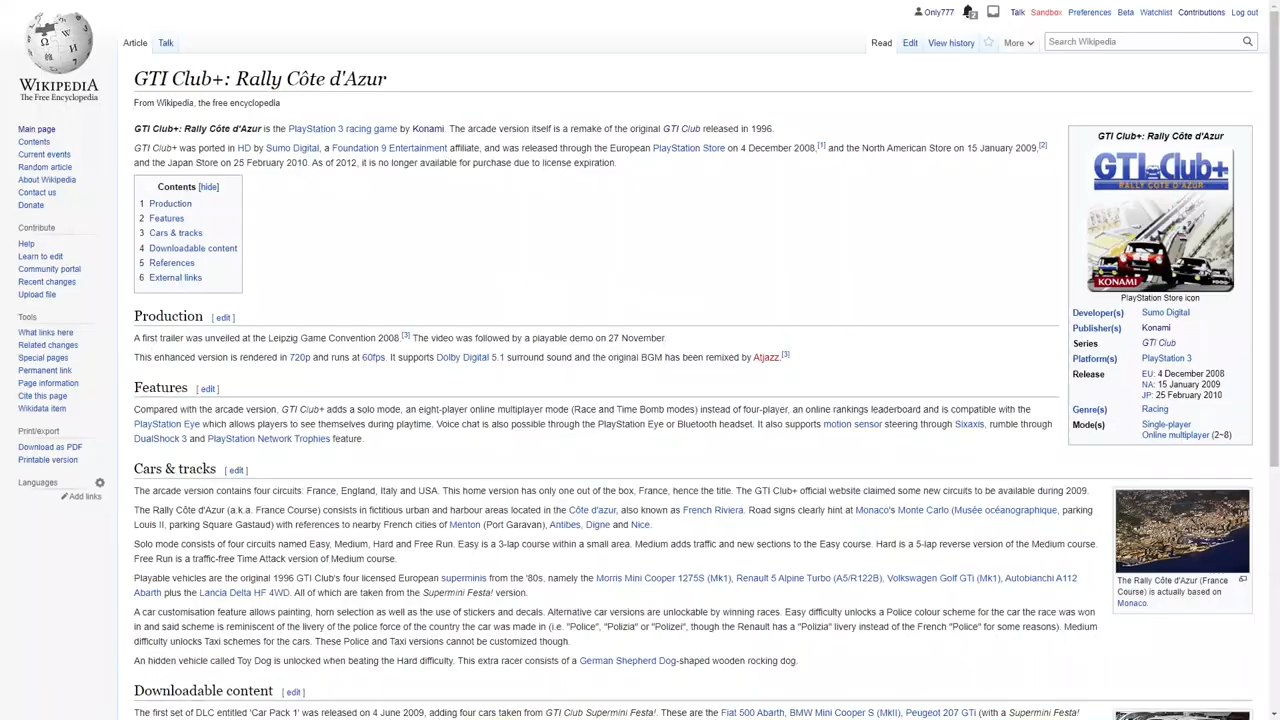 Only777
2
Talk
Sandbox
Preferences
Beta
Watchlist
Contributions
Log out
Article
Talk
Read
Edit
View history
More
Search Wikipedia
WIKIPEDIA
The Free Encyclopedia
Main page
Contents
Current events
Random article
About Wikipedia
Contact us
Donate
Contribute
Help
Learn to edit
Community portal
Recent changes
Upload file
Tools
What links here
Related changes
Special pages
Permanent link
Page information
Cite this page
Wikidata item
Print/export
Download as PDF
Printable version
Languages
Add links
GTI Club+: Rally Côte d'Azur
From Wikipedia, the free encyclopedia
GTI Club+: Rally Côte d'Azur is the PlayStation 3 racing game by Konami. The arcade version itself is a remake of the original GTI Club released in 1996.
GTI Club+ was ported in HD by Sumo Digital, a Foundation 9 Entertainment affiliate, and was released through the European PlayStation Store on 4 December 2008,[1] and the North American Store on 15 January 2009,[2]
and the Japan Store on 25 February 2010. As of 2012, it is no longer available for purchase due to license expiration.
Contents [hide]
1 Production
2 Features
3 Cars & tracks
4 Downloadable content
5 References
6 External links
Production [ edit ]
A first trailer was unveiled at the Leipzig Game Convention 2008.[3] The video was followed by a playable demo on 27 November.
This enhanced version is rendered in 720p and runs at 60fps. It supports Dolby Digital 5.1 surround sound and the original BGM has been remixed by Atjazz.[3]
Features [ edit ]
Compared with the arcade version, GTI Club+ adds a solo mode, an eight-player online multiplayer mode (Race and Time Bomb modes) instead of four-player, an online rankings leaderboard and is compatible with the
PlayStation Eye which allows players to see themselves during playtime. Voice chat is also possible through the PlayStation Eye or Bluetooth headset. It also supports motion sensor steering through Sixaxis, rumble through
DualShock 3 and PlayStation Network Trophies feature.
Cars & tracks [ edit ]
The arcade version contains four circuits: France, England, Italy and USA. This home version has only one out of the box, France, hence the title. The GTI Club+ official website claimed some new circuits to be available during 2009.
The Rally Côte d'Azur (a.k.a. France Course) consists in fictitious urban and harbour areas located in the Côte d'azur, also known as French Riviera. Road signs clearly hint at Monaco's Monte Carlo (Musée océanographique, parking
Louis II, parking Square Gastaud) with references to nearby French cities of Menton (Port Garavan), Antibes, Digne and Nice.
Solo mode consists of four circuits named Easy, Medium, Hard and Free Run. Easy is a 3-lap course within a small area. Medium adds traffic and new sections to the Easy course. Hard is a 5-lap reverse version of the Medium course.
Free Run is a traffic-free Time Attack version of Medium course.
Playable vehicles are the original 1996 GTI Club's four licensed European superminis from the '80s, namely the Morris Mini Cooper 1275S (Mk1), Renault 5 Alpine Turbo (A5/R122B), Volkswagen Golf GTi (Mk1), Autobianchi A112
Abarth plus the Lancia Delta HF 4WD. All of which are taken from the Supermini Festa! version.
A car customisation feature allows painting, horn selection as well as the use of stickers and decals. Alternative car versions are unlockable by winning races. Easy difficulty unlocks a Police colour scheme for the car the race was won
in and said scheme is reminiscent of the livery of the police force of the country the car was made in (i.e. "Police", "Polizia" or "Polizei", though the Renault has a "Polizia" livery instead of the French "Police" for some reasons). Medium
difficulty unlocks Taxi schemes for the cars. These Police and Taxi versions cannot be customized though.
An hidden vehicle called Toy Dog is unlocked when beating the Hard difficulty. This extra racer consists of a German Shepherd Dog-shaped wooden rocking dog.
Downloadable content [ edit ]
The first set of DLC entitled 'Car Pack 1' was released on 4 June 2009, adding four cars taken from GTI Club Supermini Festa!. These are the Fiat 500 Abarth, BMW Mini Cooper S (MkII), Peugeot 207 GTi (with a Supermini Festa!
GTI Club+: Rally Côte d'Azur
GTI Club+
RALLY CÔTE D'AZUR
KONAMI
PlayStation Store icon
Developer(s) Sumo Digital
Publisher(s) Konami
Series GTI Club
Platform(s) PlayStation 3
Release EU: 4 December 2008
NA: 15 January 2009
JP: 25 February 2010
Genre(s) Racing
Mode(s) Single-player
Online multiplayer (2~8)
The Rally Côte d'Azur (France
Course) is actually based on
Monaco.